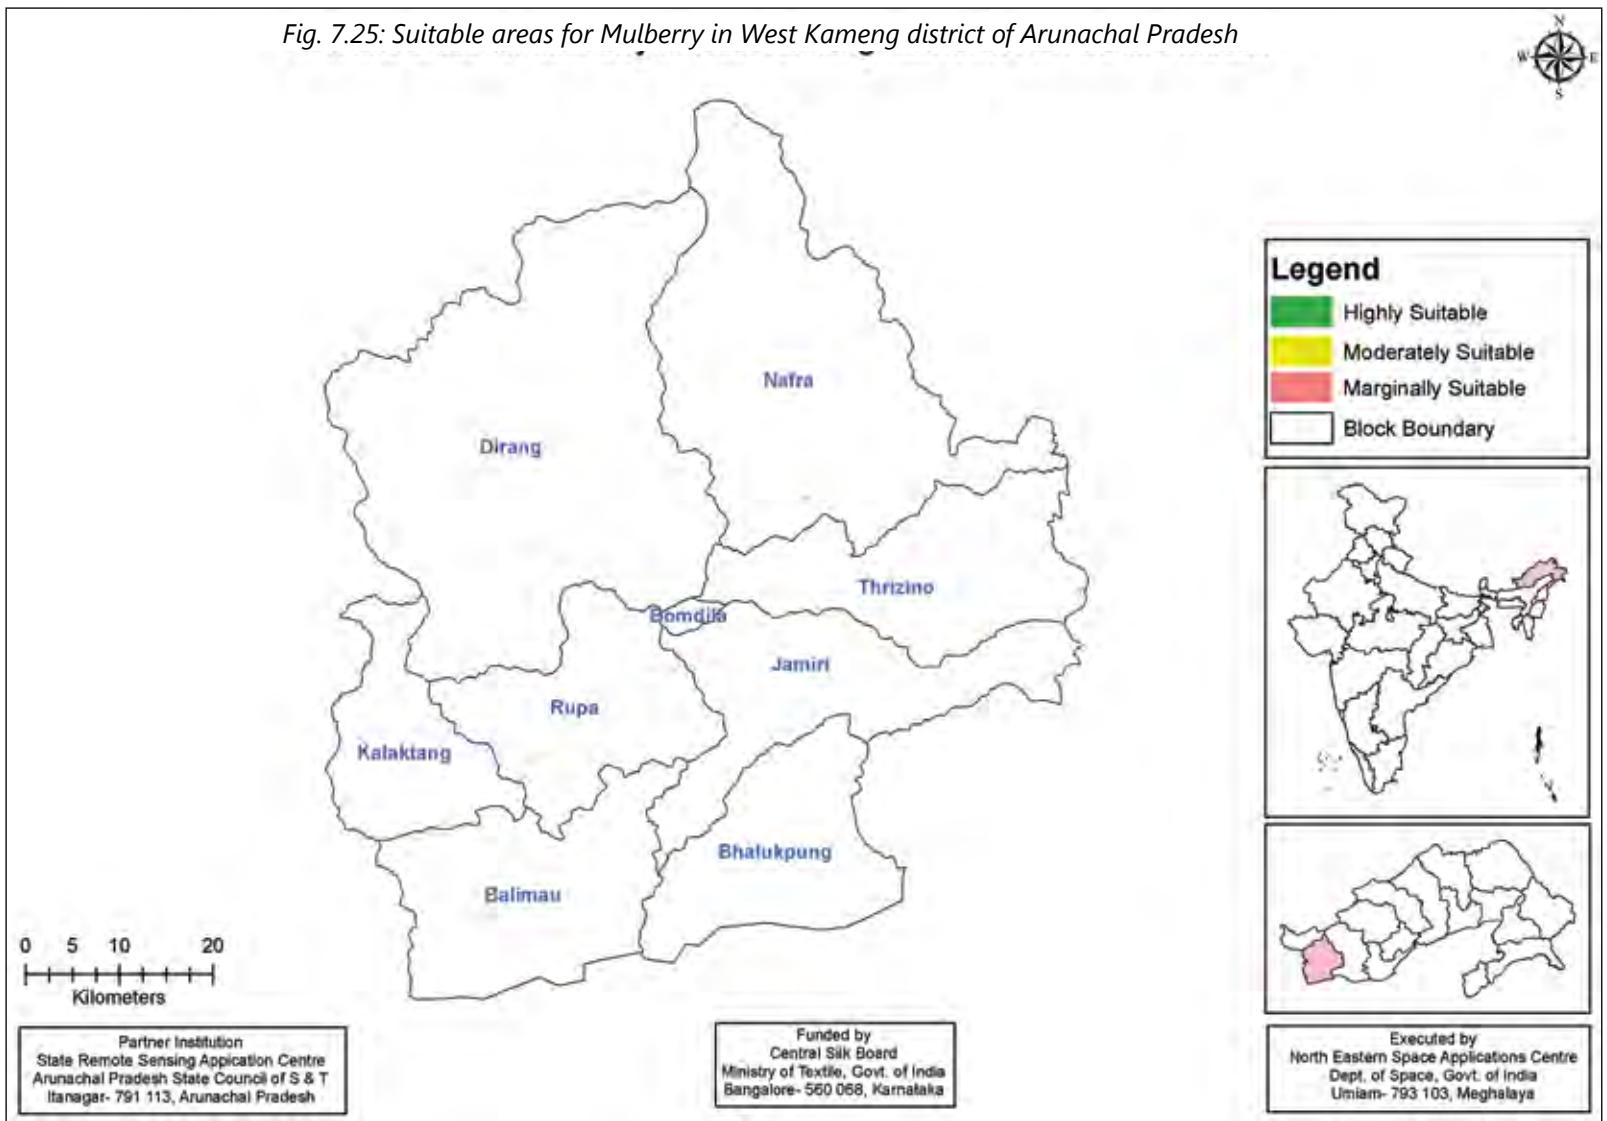 Fig. 7.25: Suitable areas for Mulberry in West Kameng district of Arunachal Pradesh
N
W E
S
Legend
Highly Suitable
Moderately Suitable
Marginally Suitable
Block Boundary
Nafra
Dirang
Thrizino
Bomdila
Jamiri
Rupa
Kalaktang
Bhalukpung
Balimau
0 5 10 20
Kilometers
Partner Institution
State Remote Sensing Application Centre
Arunachal Pradesh State Council of S & T
Itanagar- 791 113, Arunachal Pradesh
Funded by
Central Silk Board
Ministry of Textile, Govt. of India
Bangalore- 560 068, Karnataka
Executed by
North Eastern Space Applications Centre
Dept. of Space, Govt. of India
Umiam- 793 103, Meghalaya